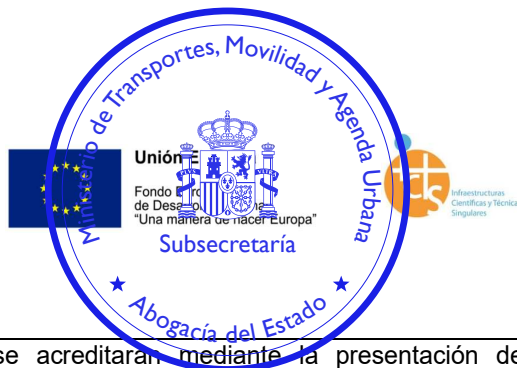 Ministerio de Transportes, Movilidad y Agenda Urbana
Unión E
Fondo
de Desa
"Una manera de hacer Europa"
Subsecretaría
Abogacía del Estado
Infraestructuras
Científicas y Técnica
Singulares
se acreditarán mediante la presentación de